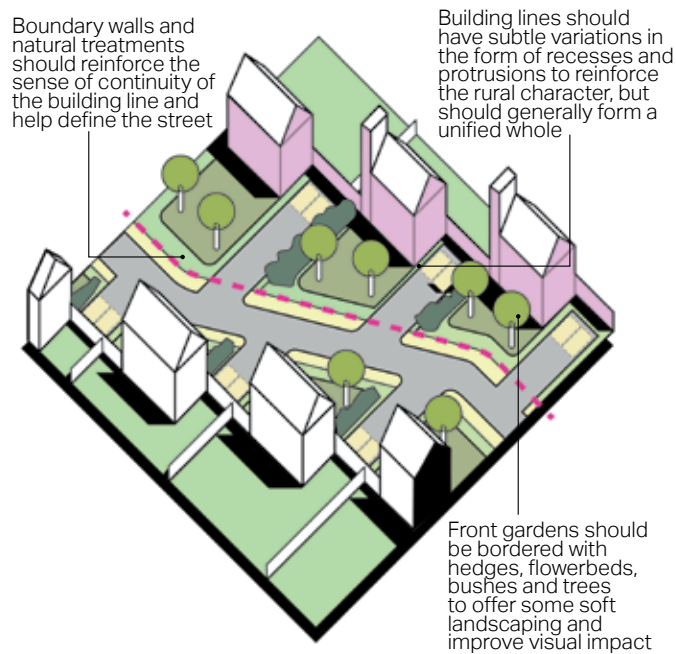 Boundary walls and
natural treatments
should reinforce the
sense of continuity of
the building line and
help define the street
Building lines should
have subtle variations in
the form of recesses and
protrusions to reinforce
the rural character, but
should generally form a
unified whole
Front gardens should
be bordered with
hedges, flowerbeds,
bushes and trees
to offer some soft
landscaping and
improve visual impact